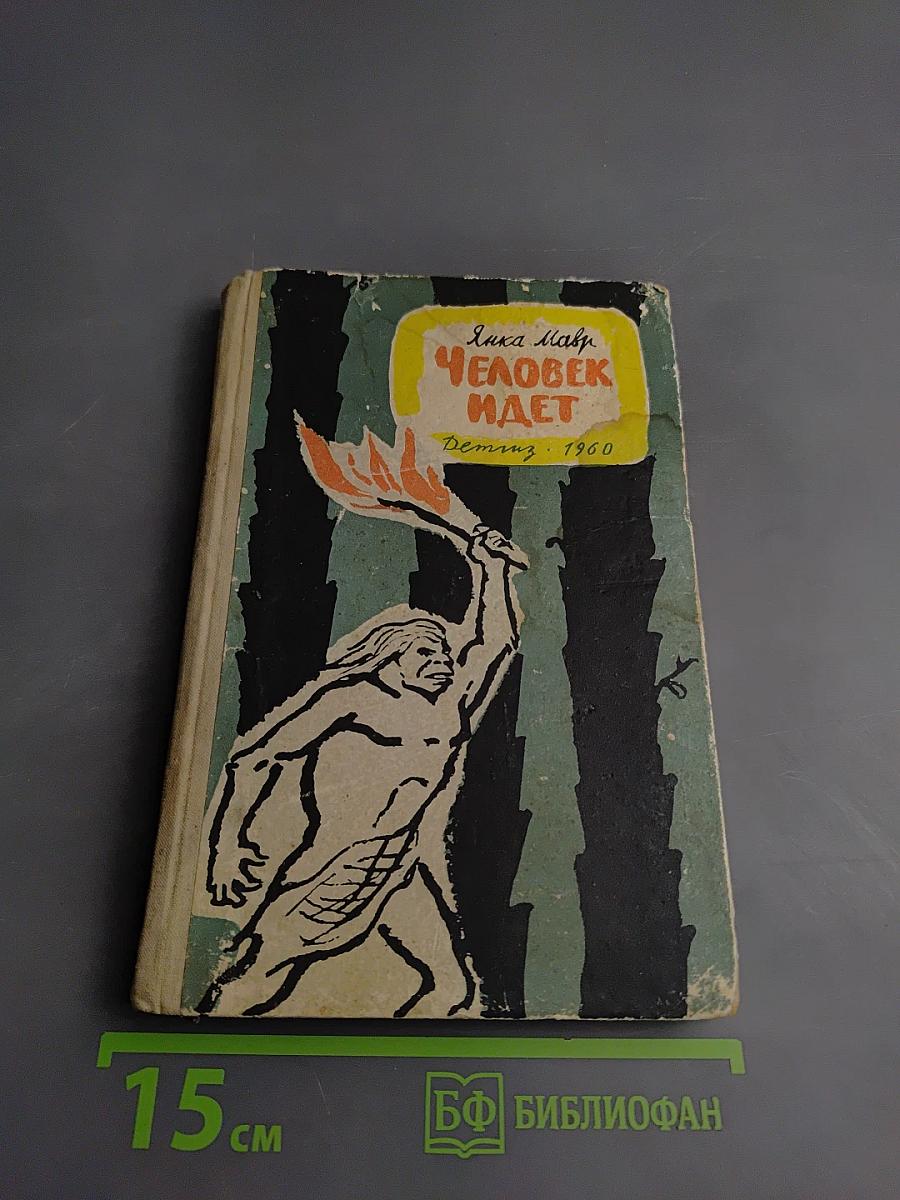 Янка Мавр
ЧЕЛОВЕК
ИДЕТ
Детгиз · 1960
15 см
БФ БИБЛИОФАН